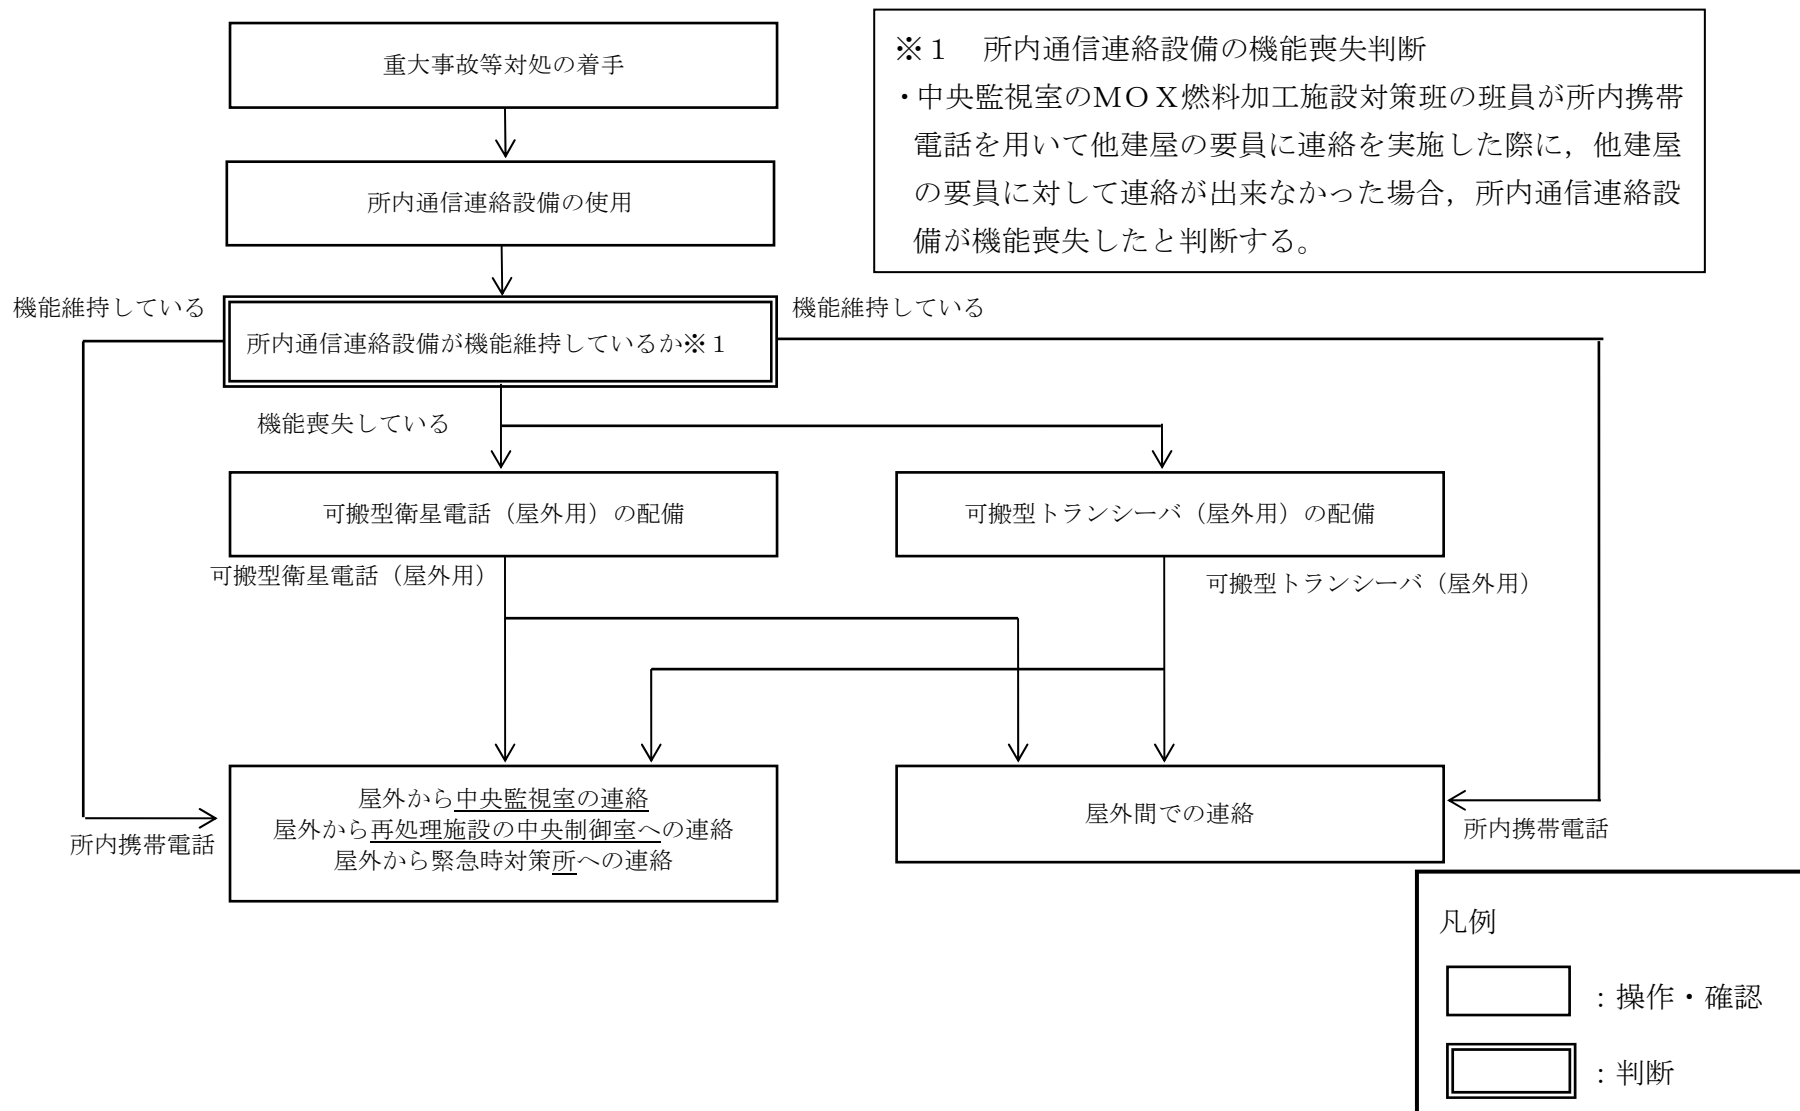 重大事故等対処の着手
※１　所内通信連絡設備の機能喪失判断
・中央監視室のＭＯＸ燃料加工施設対策班の班員が所内携帯
電話を用いて他建屋の要員に連絡を実施した際に，他建屋
の要員に対して連絡が出来なかった場合，所内通信連絡設
備が機能喪失したと判断する。
所内通信連絡設備の使用
機能維持している
機能維持している
所内通信連絡設備が機能維持しているか※１
機能喪失している
可搬型衛星電話（屋外用）の配備
可搬型トランシーバ（屋外用）の配備
可搬型衛星電話（屋外用）
可搬型トランシーバ（屋外用）
屋外から中央監視室の連絡
屋外から再処理施設の中央制御室への連絡
屋外から緊急時対策所への連絡
屋外間での連絡
所内携帯電話
所内携帯電話
凡例
：操作・確認
：判断